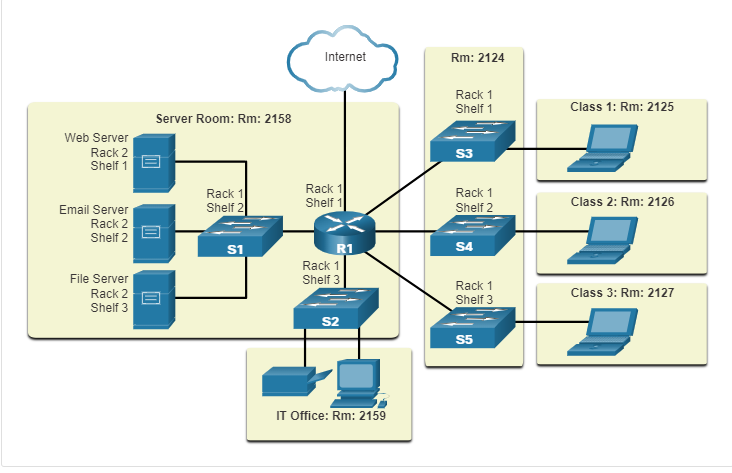 Internet
Rm: 2124
Rack 1
Shelf 1
S3
Class 1: Rm: 2125
Server Room: Rm: 2158
Web Server
Rack 2
Shelf 1
Rack 1
Shelf 2
S1
Rack 1
Shelf 1
R1
Rack 1
Shelf 2
S4
Class 2: Rm: 2126
Email Server
Rack 2
Shelf 2
File Server
Rack 2
Shelf 3
Rack 1
Shelf 3
S2
Rack 1
Shelf 3
S5
Class 3: Rm: 2127
IT Office: Rm: 2159